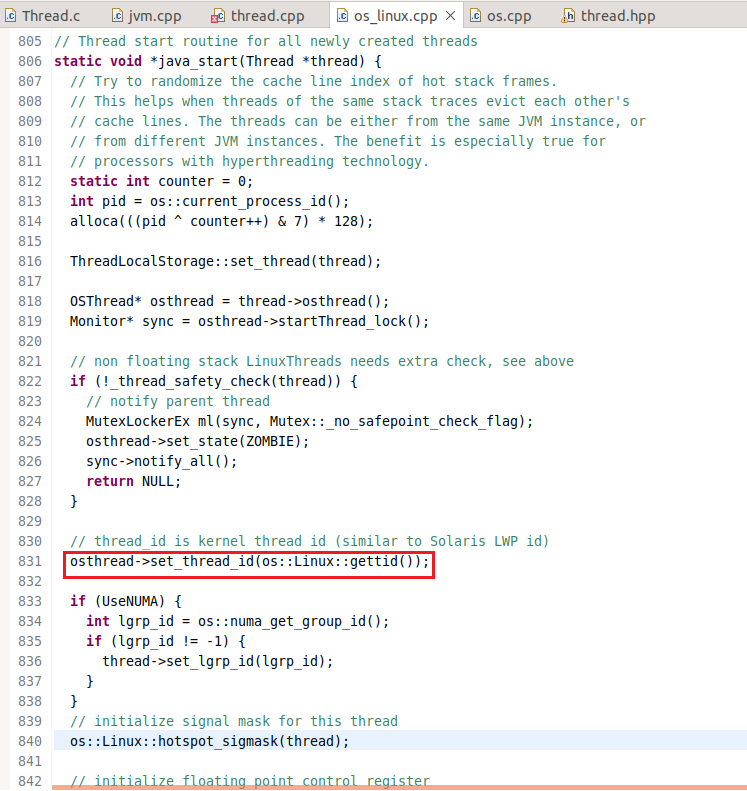 Thread.c jvm.cpp thread.cpp os_linux.cpp os.cpp thread.hpp
805 // Thread start routine for all newly created threads
806 static void *java_start(Thread *thread) {
807   // Try to randomize the cache line index of hot stack frames.
808   // This helps when threads of the same stack traces evict each other's
809   // cache lines. The threads can be either from the same JVM instance, or
810   // from different JVM instances. The benefit is especially true for
811   // processors with hyperthreading technology.
812   static int counter = 0;
813   int pid = os::current_process_id();
814   alloca(((pid ^ counter++) & 7) * 128);
815
816   ThreadLocalStorage::set_thread(thread);
817
818   OSThread* osthread = thread->osthread();
819   Monitor* sync = osthread->startThread_lock();
820
821   // non floating stack LinuxThreads needs extra check, see above
822   if (!_thread_safety_check(thread)) {
823     // notify parent thread
824     MutexLockerEx ml(sync, Mutex::_no_safepoint_check_flag);
825     osthread->set_state(ZOMBIE);
826     sync->notify_all();
827     return NULL;
828   }
829
830   // thread_id is kernel thread id (similar to Solaris LWP id)
831   osthread->set_thread_id(os::Linux::gettid());
832
833   if (UseNUMA) {
834     int lgrp_id = os::numa_get_group_id();
835     if (lgrp_id != -1) {
836       thread->set_lgrp_id(lgrp_id);
837     }
838   }
839   // initialize signal mask for this thread
840   os::Linux::hotspot_sigmask(thread);
841
842   // initialize floating point control register